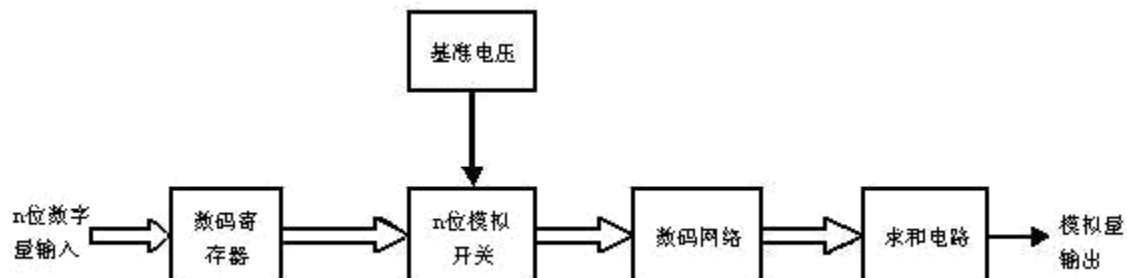 基准电压
n位数字
量输入
数码寄
存器
n位模拟
开关
数码网络
求和电路
模拟量
输出